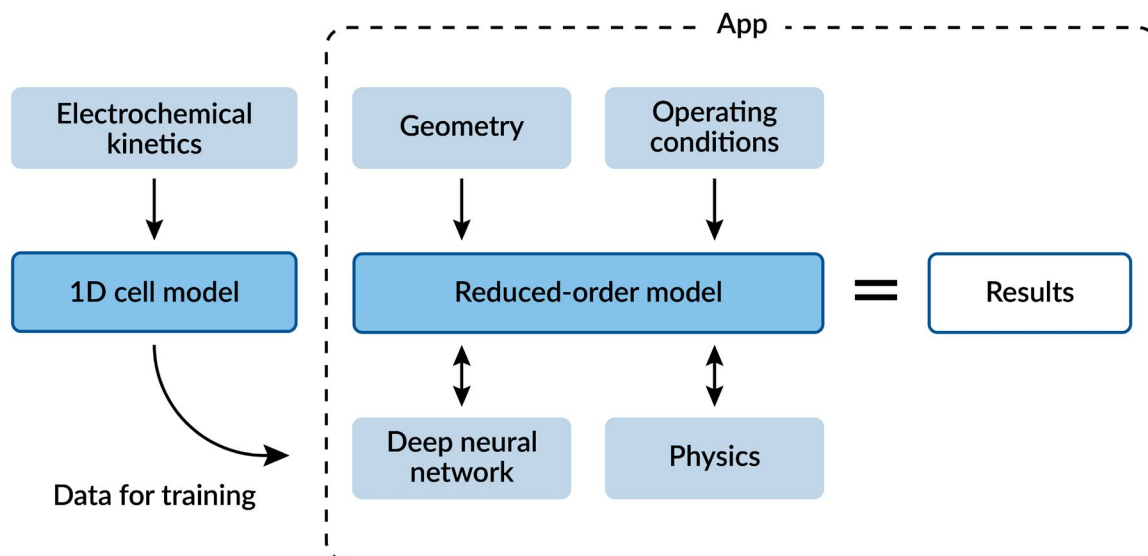 App
Electrochemical
kinetics
Geometry
Operating
conditions
1D cell model
Reduced-order model
=
Results
Deep neural
network
Physics
Data for training